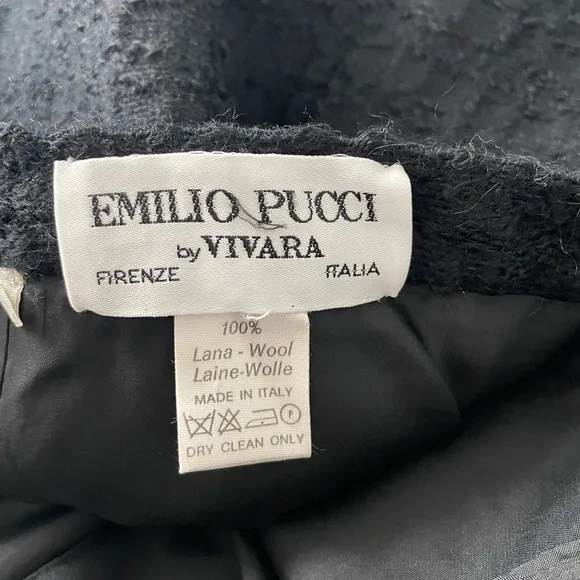 EMILIO PUCCI
by VIVARA
FIRENZE ITALIA
100%
Lana - Wool
Laine-Wolle
MADE IN ITALY
P
DRY CLEAN ONLY